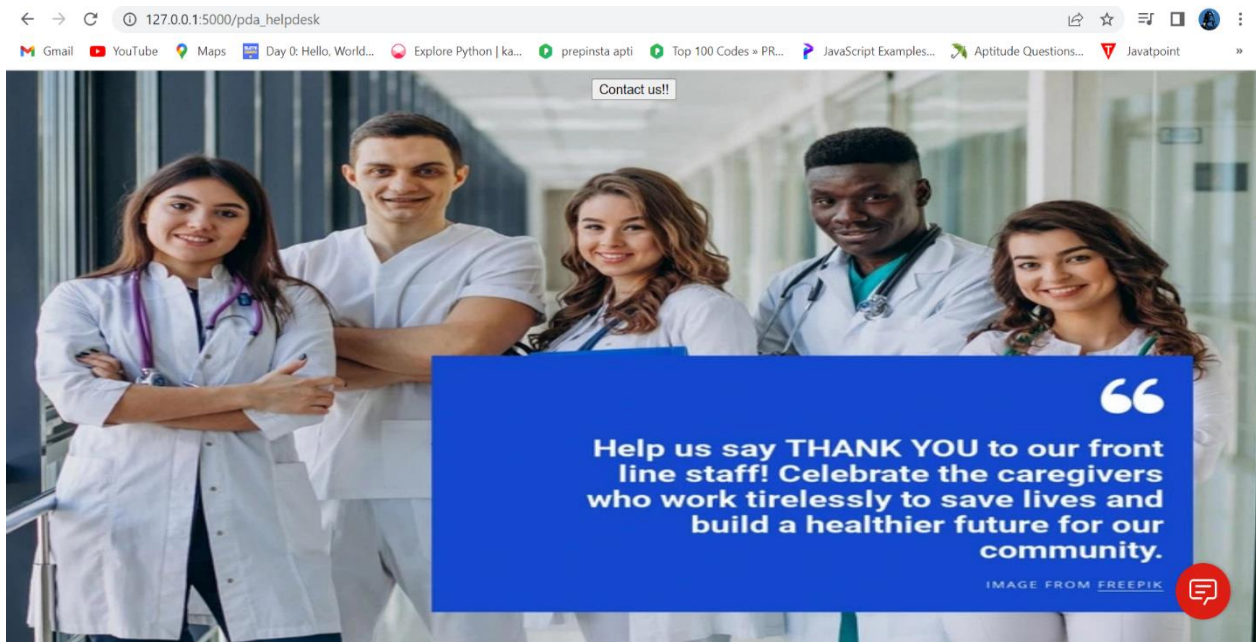 127.0.0.1:5000/pda_helpdesk
Gmail YouTube Maps Day 0: Hello, World... Explore Python | ka... prepinsta apti Top 100 Codes » PR... JavaScript Examples... Aptitude Questions... Javatpoint »
Contact us!!
“
Help us say THANK YOU to our front
line staff! Celebrate the caregivers
who work tirelessly to save lives and
build a healthier future for our
community.
IMAGE FROM FREEPIK